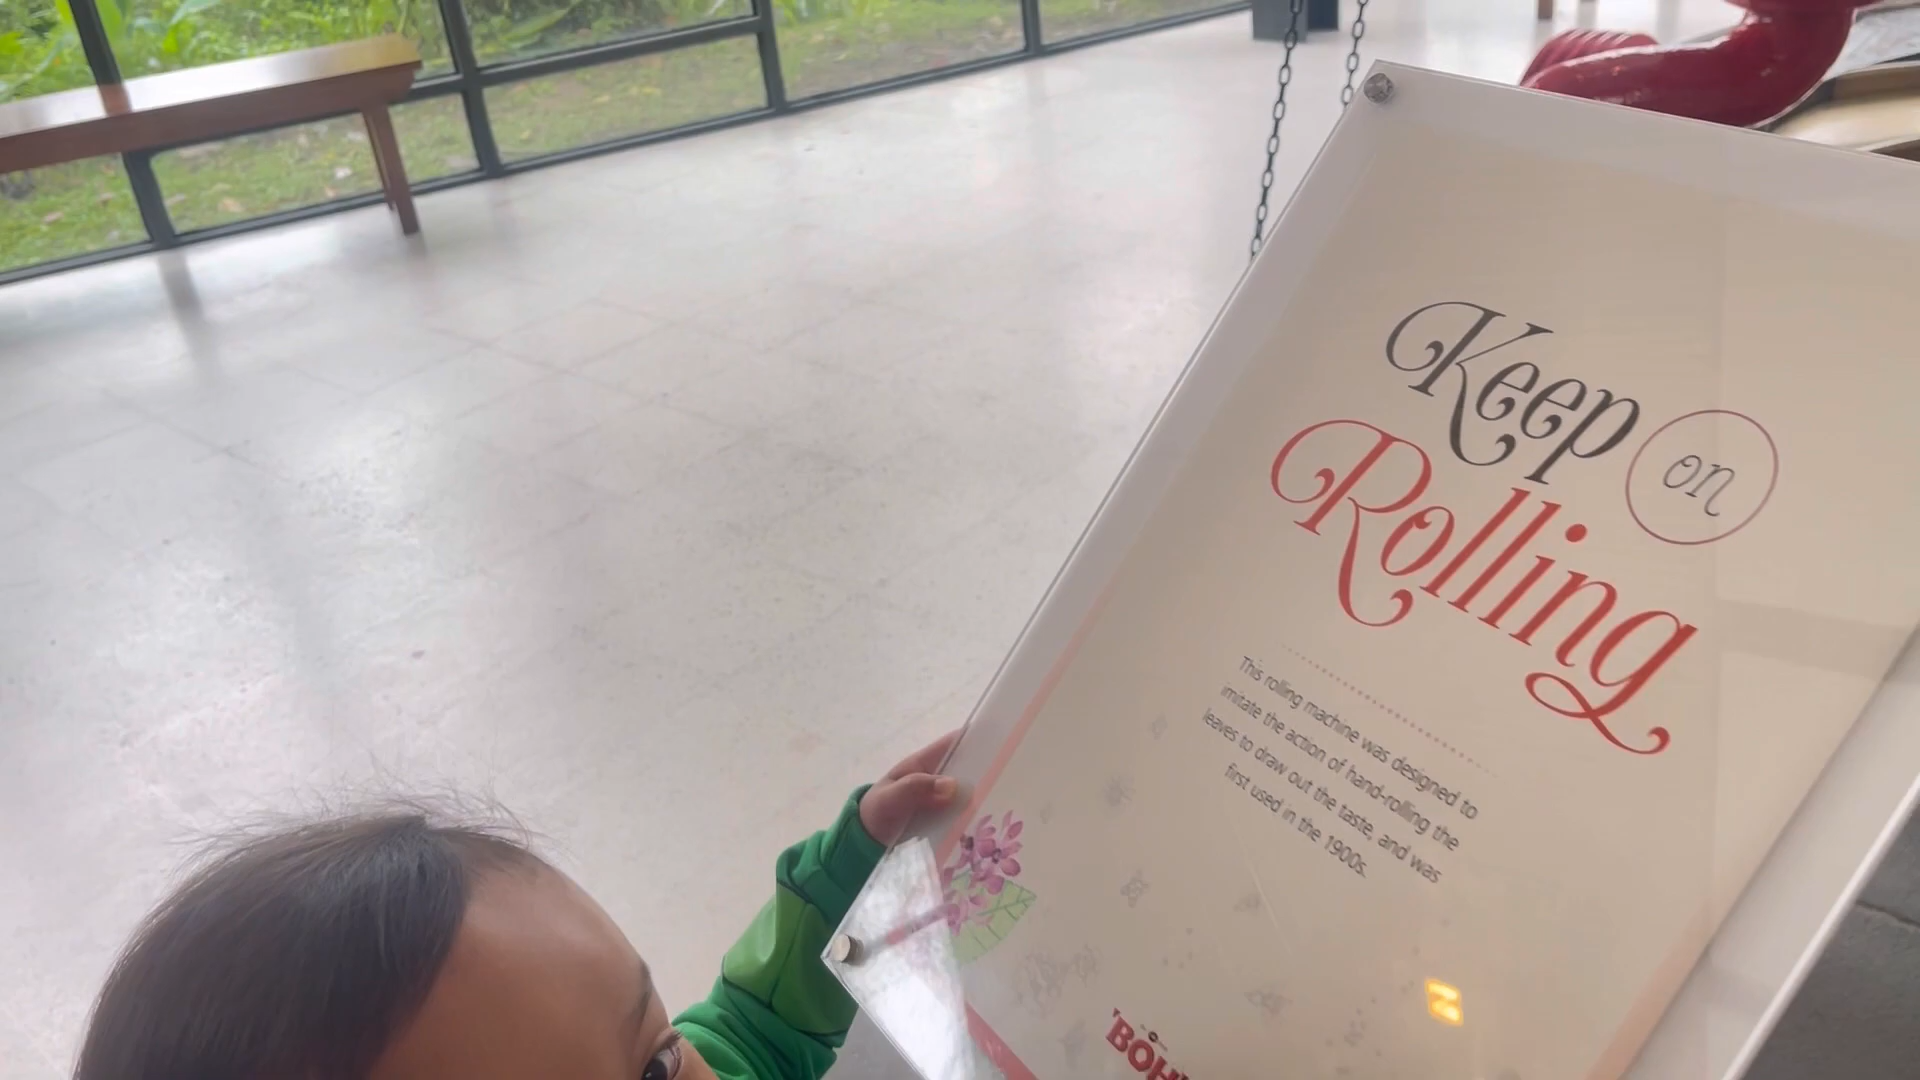 Keep on
Rolling
This rolling machine was designed to
imitate the action of hand-rolling the
leaves to draw out the taste, and was
first used in the 1900s.
BOH